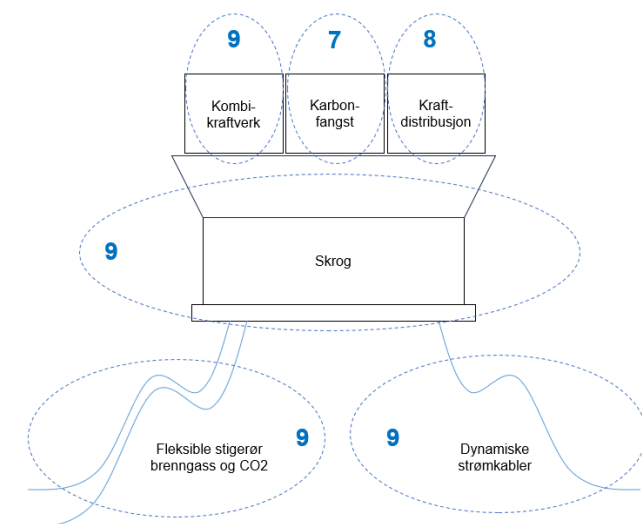 9
7
8
Kombi-
kraftverk
Karbon-
fangst
Kraft-
distribusjon
9
Skrog
Fleksible stigerør
brenngass og CO2
9
9
Dynamiske
strømkabler